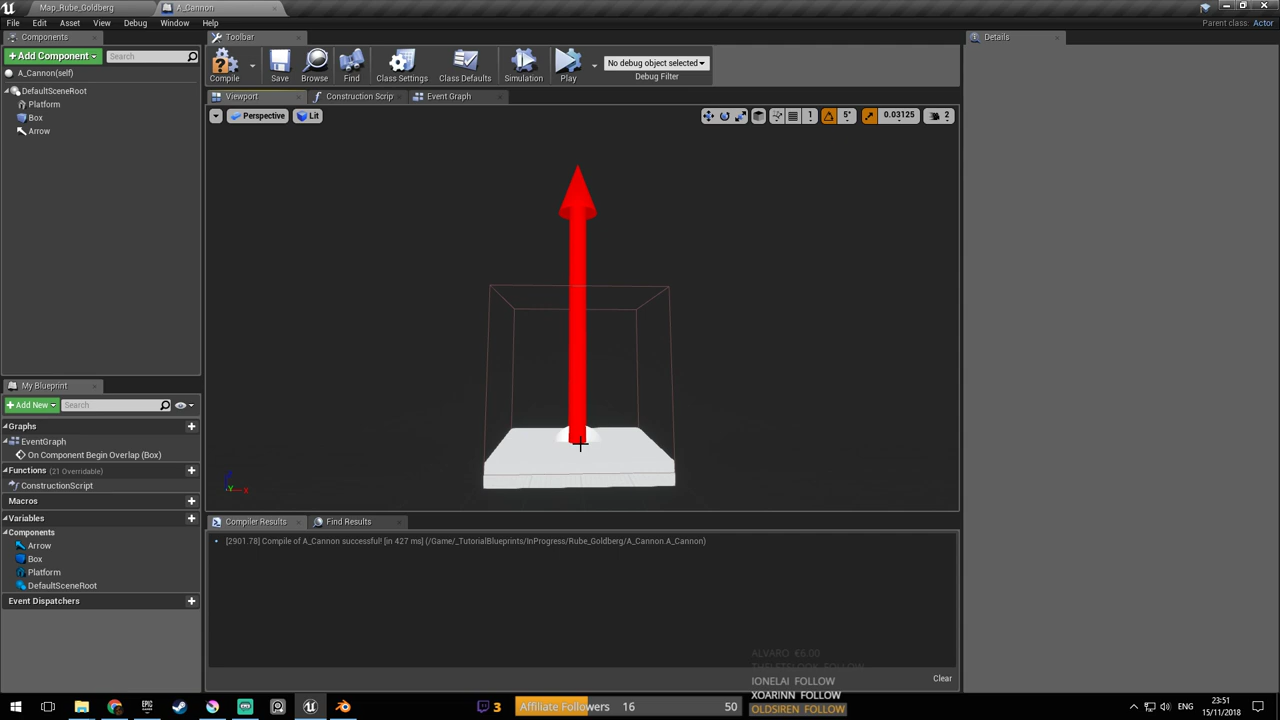 Map_Rube_Goldberg
A_Cannon
File Edit Asset View Debug Window Help
Parent class: Actor
Components
Toolbar
Details
Add Component
Search
A_Cannon(self)
DefaultSceneRoot
Platform
Box
Arrow
Compile
Save
Browse
Find
Class Settings
Class Defaults
Simulation
Play
No debug object selected
Debug Filter
Viewport
Construction Scrip
Event Graph
Perspective
Lit
1
5°
0.03125
2
Z
Y
X
My Blueprint
Add New
Search
Graphs
EventGraph
On Component Begin Overlap (Box)
Functions (21 Overridable)
ConstructionScript
Macros
Variables
Components
Arrow
Box
Platform
DefaultSceneRoot
Event Dispatchers
Compiler Results
Find Results
[2901.78] Compile of A_Cannon successful! [in 427 ms] (/Game/_TutorialBlueprints/InProgress/Rube_Goldberg/A_Cannon.A_Cannon)
Clear
ALVARO €6.00
IONELAI FOLLOW
XOARINN FOLLOW
OLDSIREN FOLLOW
3
Affiliate Followers 16 50
ENG
23:51
15/11/2018